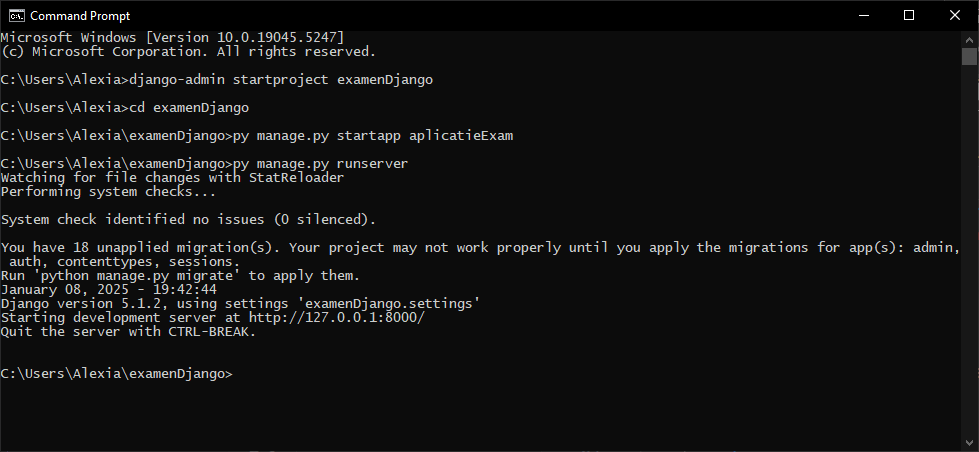 Command Prompt
Microsoft Windows [Version 10.0.19045.5247]
(c) Microsoft Corporation. All rights reserved.
C:\Users\Alexia>django-admin startproject examenDjango
C:\Users\Alexia>cd examenDjango
C:\Users\Alexia\examenDjango>py manage.py startapp aplicatieExam
C:\Users\Alexia\examenDjango>py manage.py runserver
Watching for file changes with StatReloader
Performing system checks...
System check identified no issues (0 silenced).
You have 18 unapplied migration(s). Your project may not work properly until you apply the migrations for app(s): admin,
 auth, contenttypes, sessions.
Run 'python manage.py migrate' to apply them.
January 08, 2025 - 19:42:44
Django version 5.1.2, using settings 'examenDjango.settings'
Starting development server at http://127.0.0.1:8000/
Quit the server with CTRL-BREAK.
C:\Users\Alexia\examenDjango>